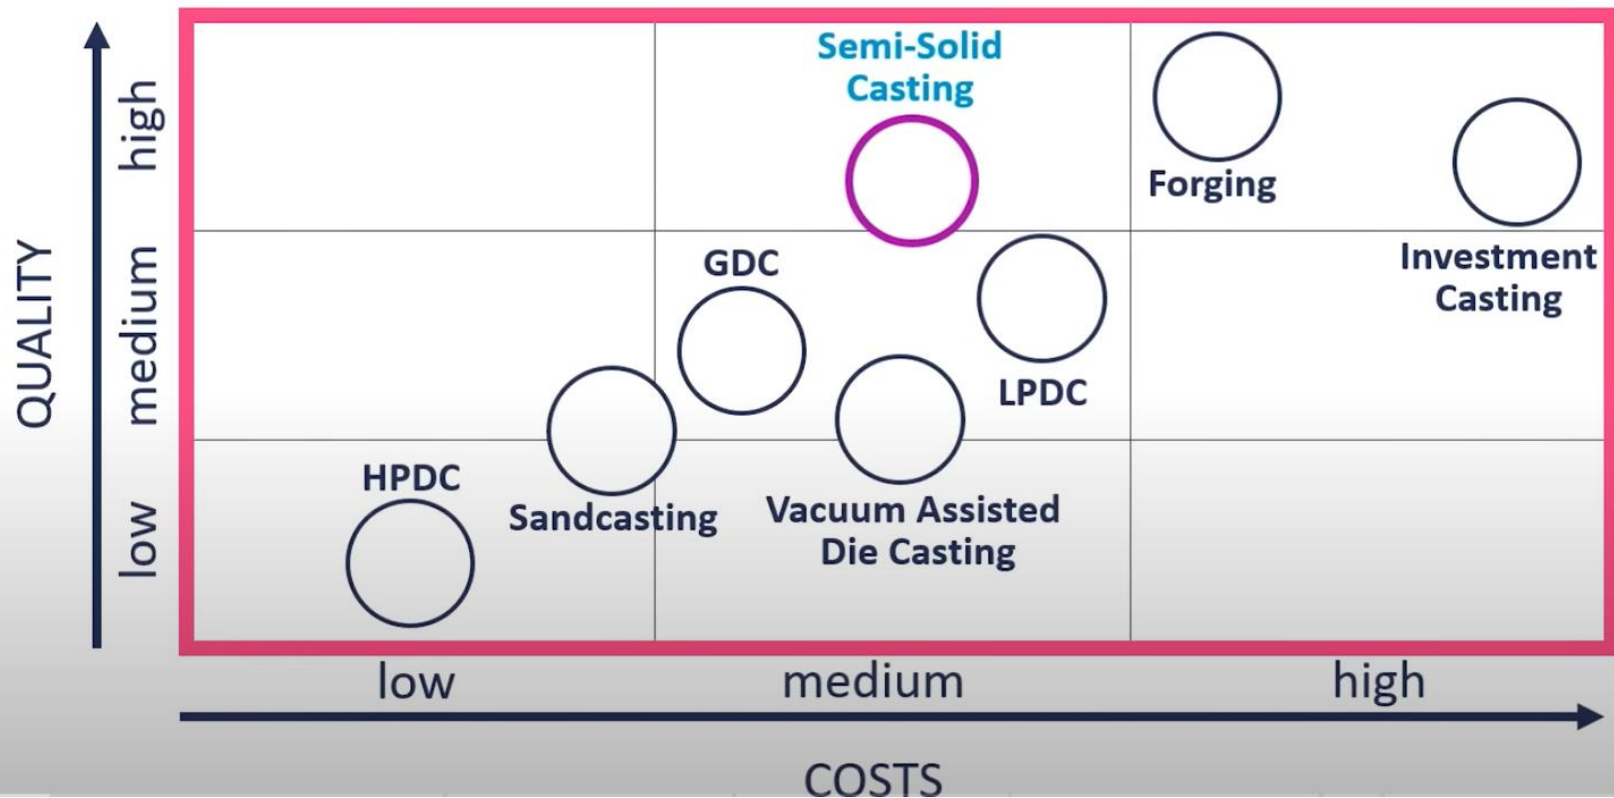 Semi-Solid
Casting
Forging
Investment
Casting
GDC
LPDC
HPDC
Sandcasting
Vacuum Assisted
Die Casting
QUALITY
high
medium
low
low
medium
high
COSTS